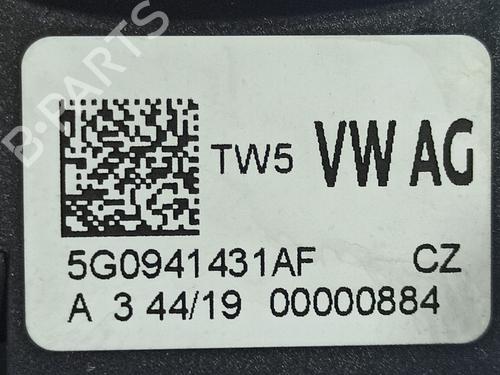 B-PARTS
TW5 VW AG
5G0941431AF CZ
A 3 44/19 00000884